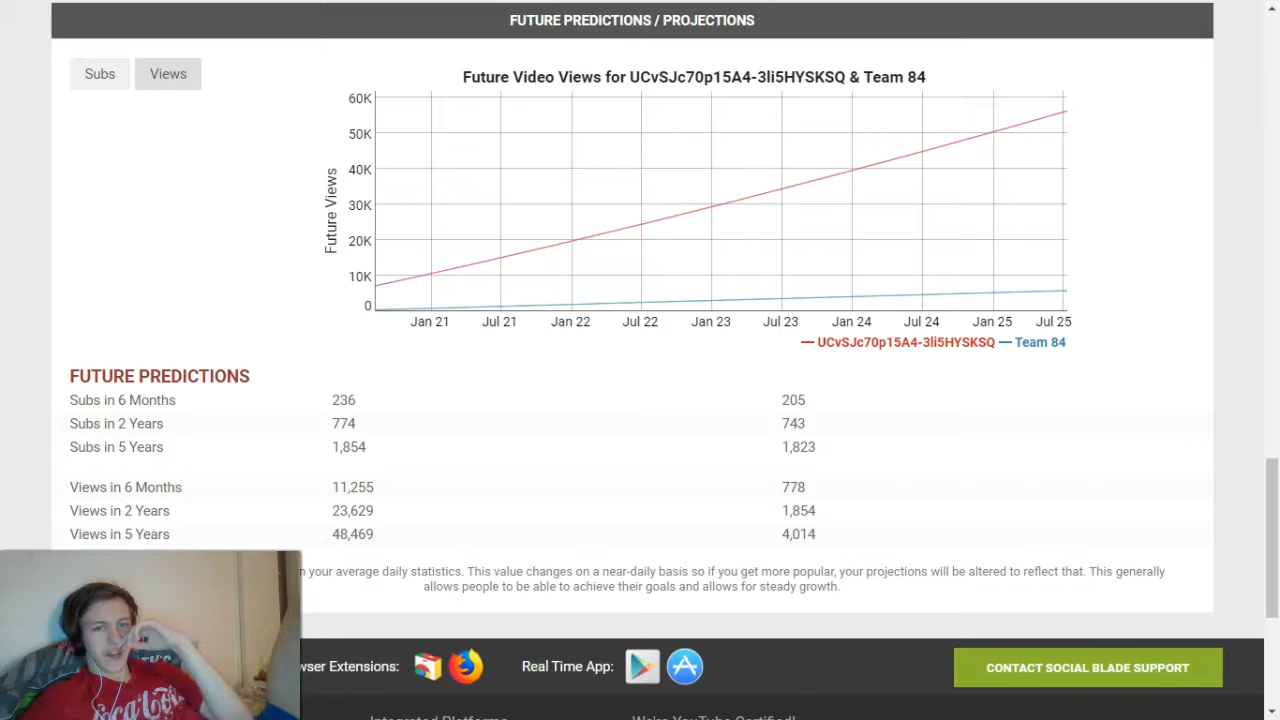 FUTURE PREDICTIONS / PROJECTIONS
Subs Views
Future Video Views for UCvSJc70p15A4-3li5HYSKSQ & Team 84
Future Views
60K
50K
40K
30K
20K
10K
0
Jan 21 Jul 21 Jan 22 Jul 22 Jan 23 Jul 23 Jan 24 Jul 24 Jan 25 Jul 25
UCvSJc70p15A4-3li5HYSKSQ Team 84
FUTURE PREDICTIONS
Subs in 6 Months 236 205
Subs in 2 Years 774 743
Subs in 5 Years 1,854 1,823
Views in 6 Months 11,255 778
Views in 2 Years 23,629 1,854
Views in 5 Years 48,469 4,014
n your average daily statistics. This value changes on a near-daily basis so if you get more popular, your projections will be altered to reflect that. This generally
allows people to be able to achieve their goals and allows for steady growth.
wser Extensions: Real Time App: CONTACT SOCIAL BLADE SUPPORT
Coca-Cola